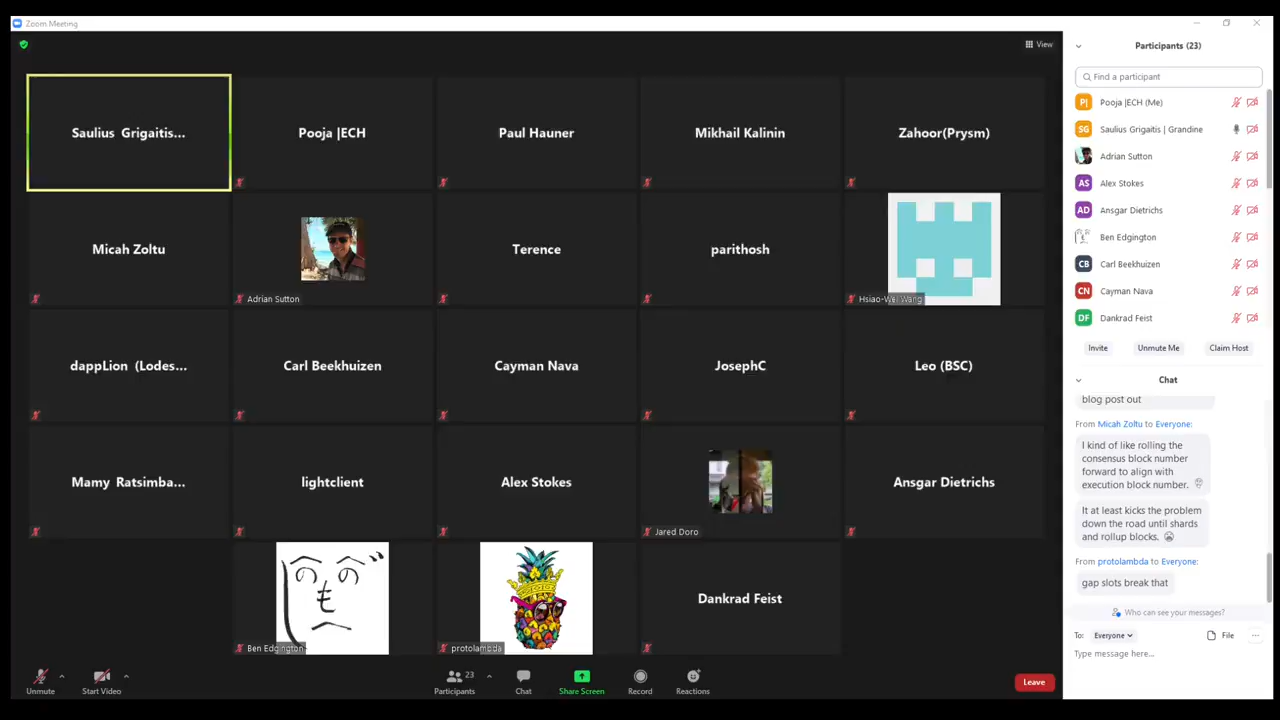 Zoom Meeting
View
Saulius Grigaitis...
Pooja |ECH
Paul Hauner
Mikhail Kalinin
Zahoor(Prysm)
Micah Zoltu
Adrian Sutton
Terence
parithosh
Hsiao-Wei Wang
dappLion (Lodes...
Carl Beekhuizen
Cayman Nava
JosephC
Leo (BSC)
Mamy Ratsimba...
lightclient
Alex Stokes
Jared Doro
Ansgar Dietrichs
Ben Edgington
protolambda
Dankrad Feist
Unmute
Start Video
23
Participants
Chat
Share Screen
Record
Reactions
Leave
Participants (23)
Find a participant
P| Pooja |ECH (Me)
SG Saulius Grigaitis | Grandine
Adrian Sutton
AS Alex Stokes
AD Ansgar Dietrichs
Ben Edgington
CB Carl Beekhuizen
CN Cayman Nava
DF Dankrad Feist
Invite Unmute Me Claim Host
Chat
blog post out
From Micah Zoltu to Everyone:
I kind of like rolling the
consensus block number
forward to align with
execution block number.
It at least kicks the problem
down the road until shards
and rollup blocks.
From protolambda to Everyone:
gap slots break that
Who can see your messages?
To: Everyone File ...
Type message here...